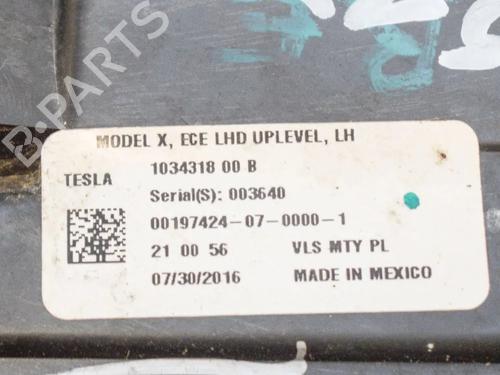 B-PARTS
MODEL X, ECE LHD UPLEVEL, LH
TESLA
1034318 00 B
Serial(S): 003640
00197424-07-0000-1
21 00 56 VLS MTY PL
07/30/2016 MADE IN MEXICO